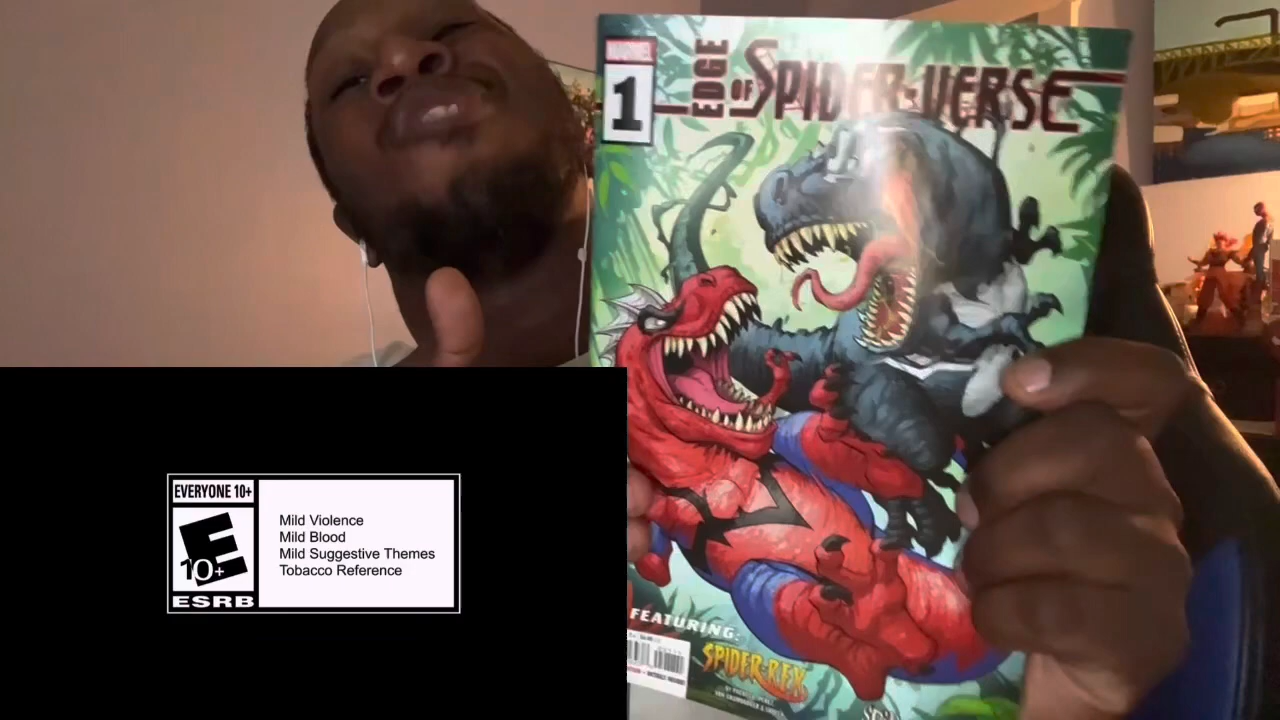 MARVEL
1
EDGE OF SPIDER-VERSE
FEATURING:
SPIDER-REX
EVERYONE 10+
E
10+
ESRB
Mild Violence
Mild Blood
Mild Suggestive Themes
Tobacco Reference